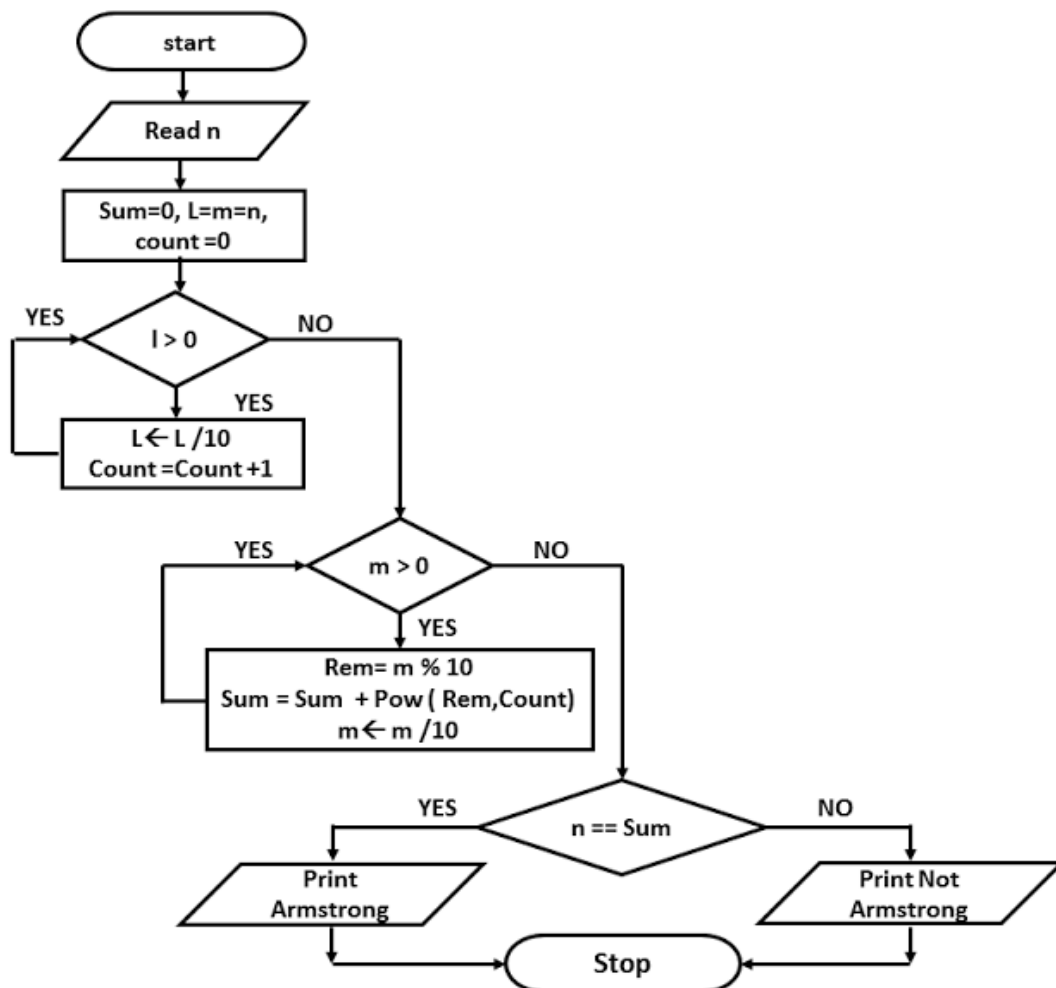 start
Read n
Sum=0, L=m=n,
count =0
YES
l > 0
NO
YES
L← L /10
Count =Count +1
YES
m > 0
NO
YES
Rem= m % 10
Sum = Sum + Pow ( Rem,Count)
m← m /10
YES
n == Sum
NO
Print
Armstrong
Print Not
Armstrong
Stop